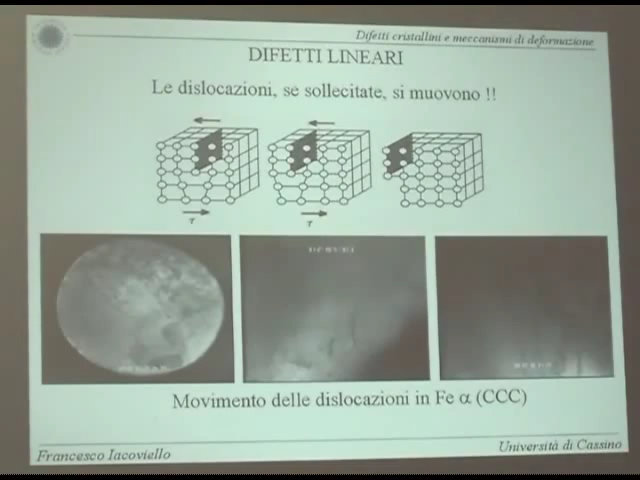 Difetti cristallini e meccanismi di deformazione
DIFETTI LINEARI
Le dislocazioni, se sollecitate, si muovono !!
τ
τ
Movimento delle dislocazioni in Fe α (CCC)
Francesco Iacoviello
Università di Cassino